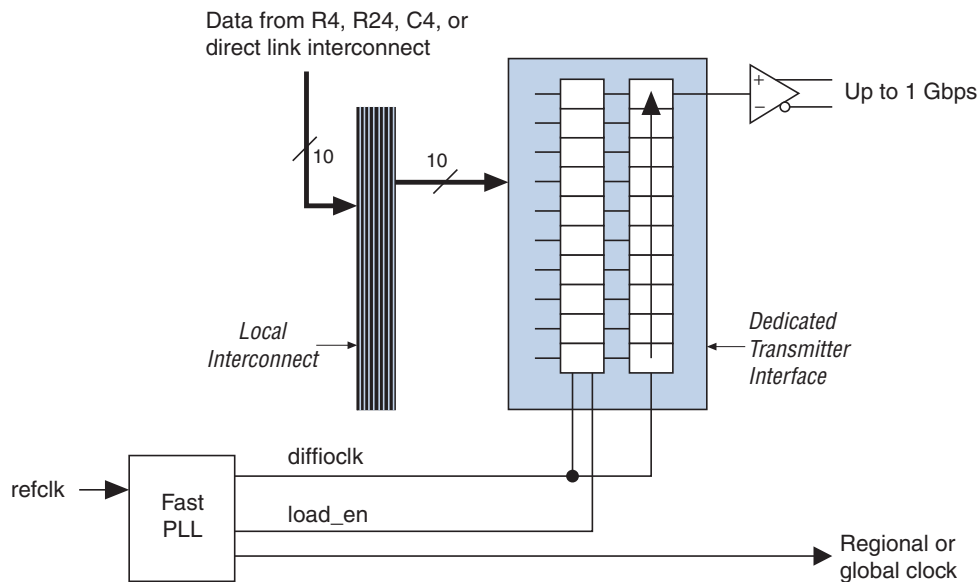 Data from R4, R24, C4, or
direct link interconnect
10
10
+
−
Up to 1 Gbps
Local
Interconnect
Dedicated
Transmitter
Interface
diffioclk
refclk
Fast
PLL
load_en
Regional or
global clock